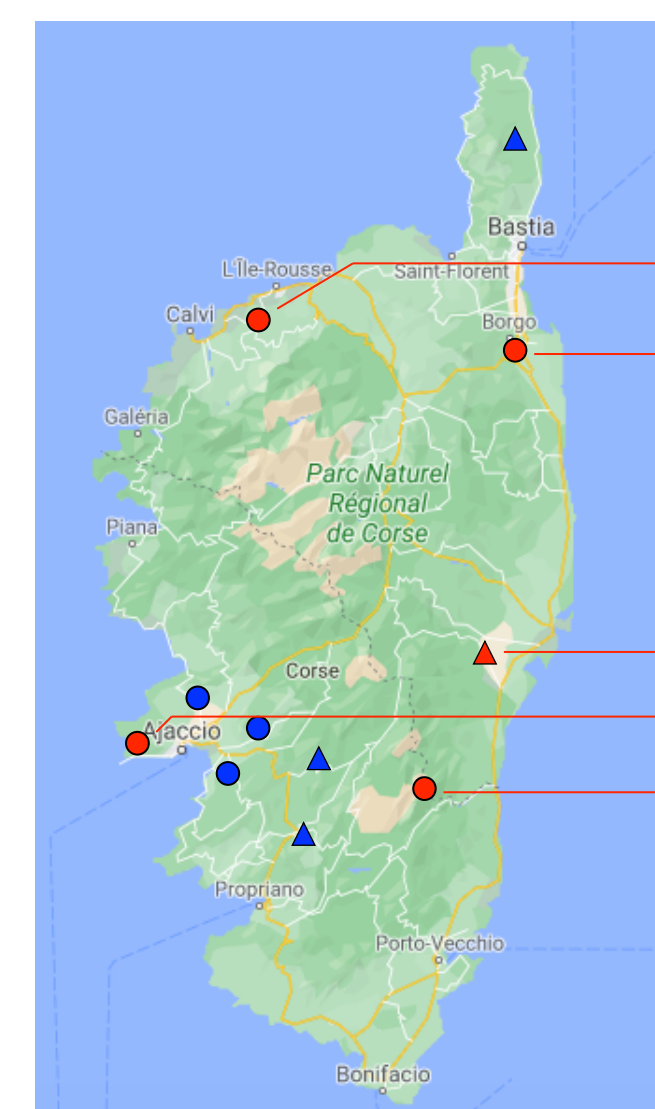 Bastia
L'Île-Rousse
Saint-Florent
Calvi
Borgo
Galéria
Parc Naturel
Régional
de Corse
Piana
Corse
Ajaccio
Propriano
Porto-Vecchio
Bonifacio